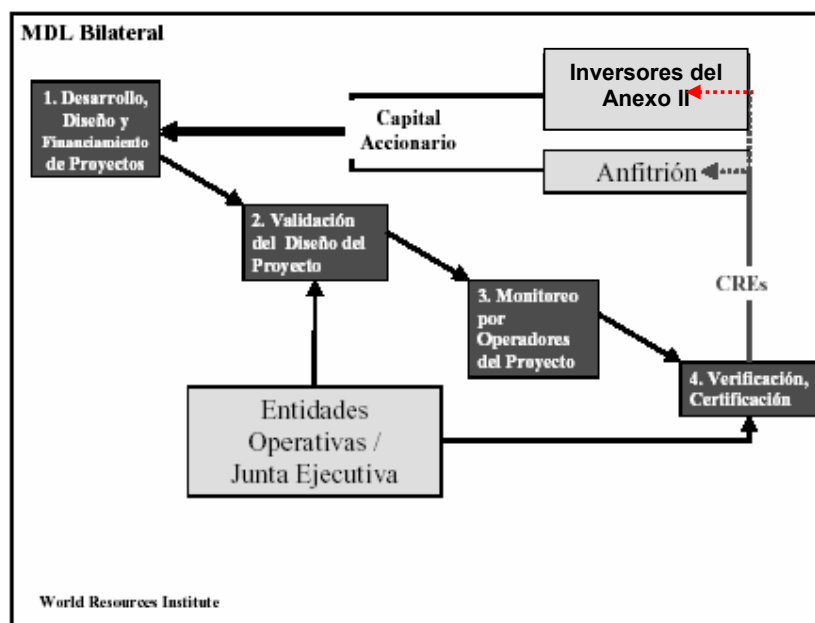 MDL Bilateral
Inversores del
Anexo II
1. Desarrollo,
Diseño y
Financiamiento
de Proyectos
Capital
Accionario
Anfitrión
2. Validación
del Diseño del
Proyecto
CREs
3. Monitoreo
por
Operadores
del Proyecto
4. Verificación,
Certificación
Entidades
Operativas /
Junta Ejecutiva
World Resources Institute